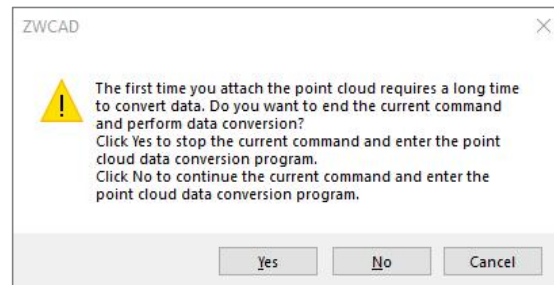 ZWCAD
The first time you attach the point cloud requires a long time
to convert data. Do you want to end the current command
and perform data conversion?
Click Yes to stop the current command and enter the point
cloud data conversion program.
Click No to continue the current command and enter the
point cloud data conversion program.
Yes No Cancel